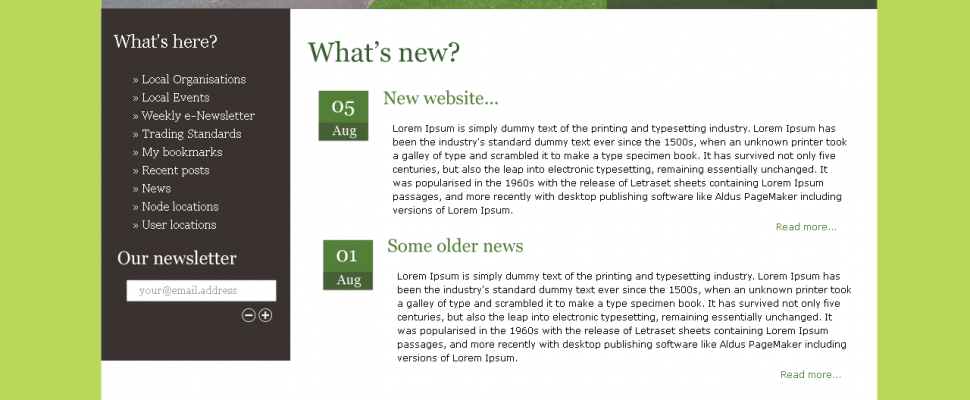 What's here?
» Local Organisations
» Local Events
» Weekly e-Newsletter
» Trading Standards
» My bookmarks
» Recent posts
» News
» Node locations
» User locations
Our newsletter
your@email.address
What's new?
05
Aug
New website...
Lorem Ipsum is simply dummy text of the printing and typesetting industry. Lorem Ipsum has
been the industry's standard dummy text ever since the 1500s, when an unknown printer took
a galley of type and scrambled it to make a type specimen book. It has survived not only five
centuries, but also the leap into electronic typesetting, remaining essentially unchanged. It
was popularised in the 1960s with the release of Letraset sheets containing Lorem Ipsum
passages, and more recently with desktop publishing software like Aldus PageMaker including
versions of Lorem Ipsum.
Read more...
01
Aug
Some older news
Lorem Ipsum is simply dummy text of the printing and typesetting industry. Lorem Ipsum has
been the industry's standard dummy text ever since the 1500s, when an unknown printer took
a galley of type and scrambled it to make a type specimen book. It has survived not only five
centuries, but also the leap into electronic typesetting, remaining essentially unchanged. It
was popularised in the 1960s with the release of Letraset sheets containing Lorem Ipsum
passages, and more recently with desktop publishing software like Aldus PageMaker including
versions of Lorem Ipsum.
Read more...